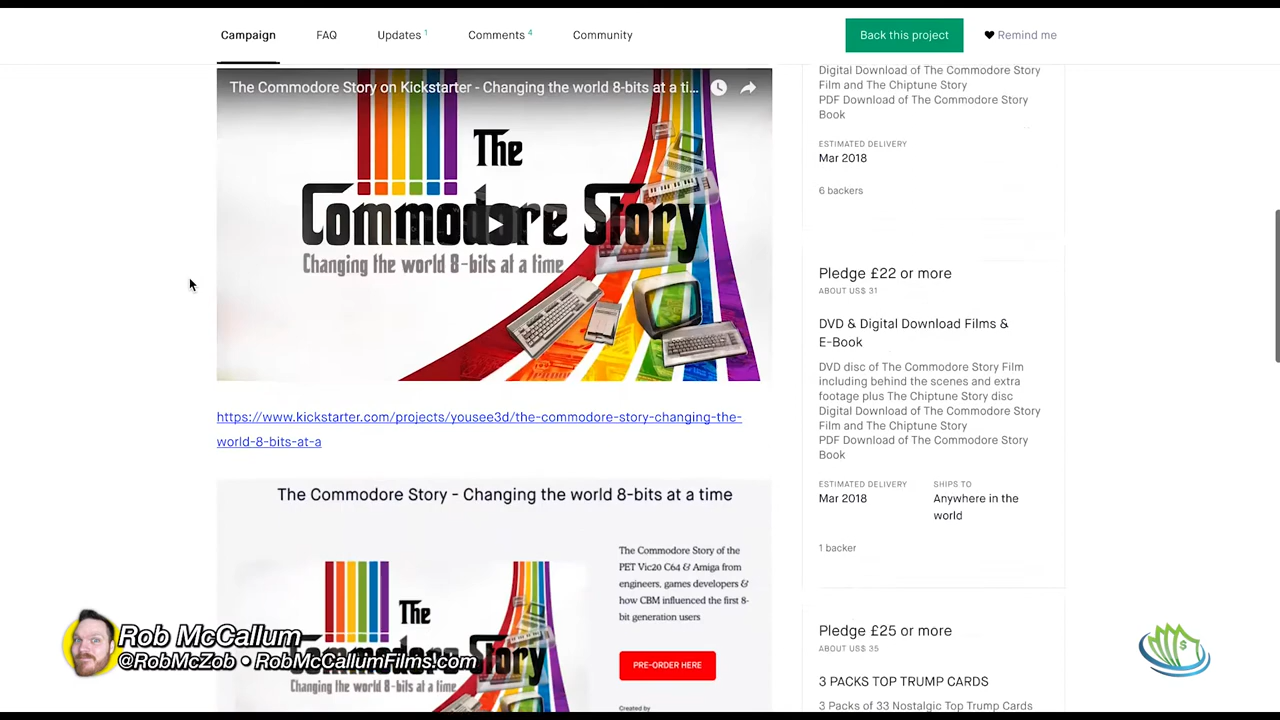 Campaign
FAQ
Updates 1
Comments 4
Community
Back this project
Remind me
The Commodore Story on Kickstarter - Changing the world 8-bits at a ti...
The
Commodore Story
Changing the world 8-bits at a time
https://www.kickstarter.com/projects/yousee3d/the-commodore-story-changing-the-
world-8-bits-at-a
The Commodore Story - Changing the world 8-bits at a time
The
Commodore Story
Changing the world 8-bits at a time
The Commodore Story of the
PET Vic20 C64 & Amiga from
engineers, games developers &
how CBM influenced the first 8-
bit generation users
PRE-ORDER HERE
Created by
Digital Download of The Commodore Story
Film and The Chiptune Story
PDF Download of The Commodore Story
Book
ESTIMATED DELIVERY
Mar 2018
6 backers
Pledge £22 or more
ABOUT US$ 31
DVD & Digital Download Films &
E-Book
DVD disc of The Commodore Story Film
including behind the scenes and extra
footage plus The Chiptune Story disc
Digital Download of The Commodore Story
Film and The Chiptune Story
PDF Download of The Commodore Story
Book
ESTIMATED DELIVERY
Mar 2018
SHIPS TO
Anywhere in the
world
1 backer
Pledge £25 or more
ABOUT US$ 35
3 PACKS TOP TRUMP CARDS
3 Packs of 33 Nostalgic Top Trump Cards
Rob McCallum
@RobMcZob • RobMcCallumFilms.com
$